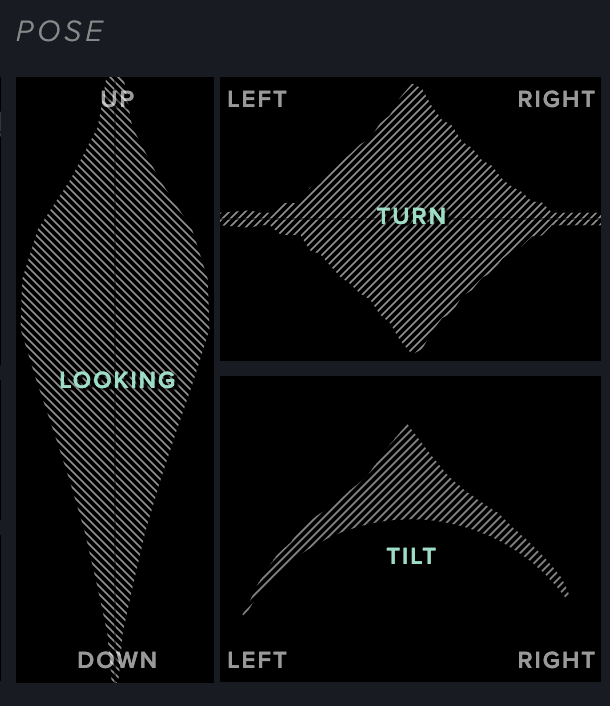 POSE
UP
LOOKING
DOWN
LEFT RIGHT
TURN
TILT
LEFT RIGHT